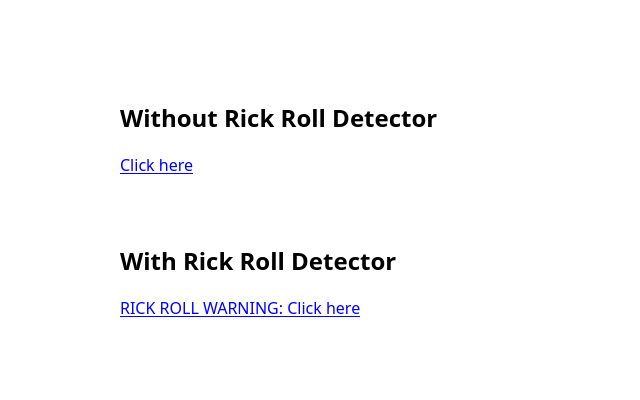 Without Rick Roll Detector
Click here
With Rick Roll Detector
RICK ROLL WARNING: Click here